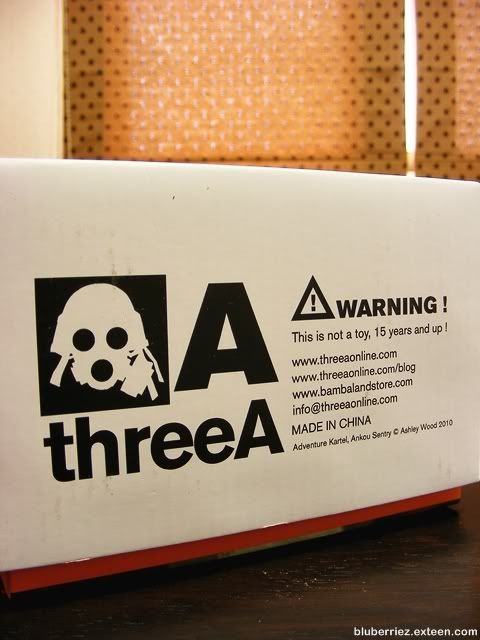 A
threeA
WARNING !
This is not a toy, 15 years and up !
www.threeaonline.com
www.threeaonline.com/blog
www.bambalandstore.com
info@threeaonline.com
MADE IN CHINA
Adventure Kartel, Ankou Sentry © Ashley Wood 2010
bluberriez.exteen.com